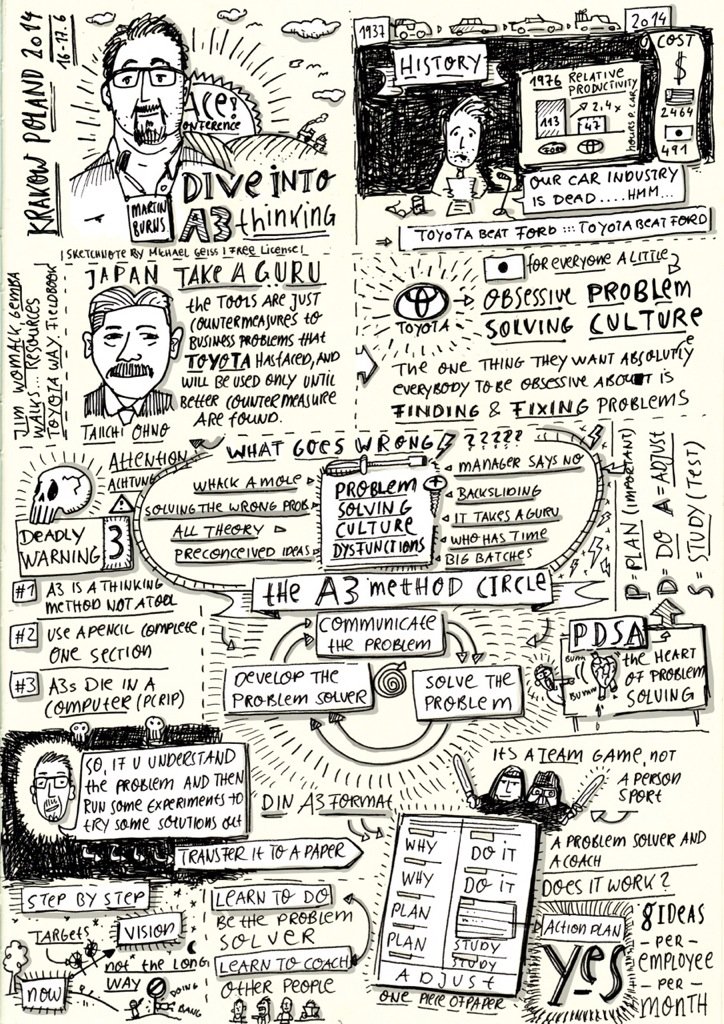 KRAKOW POLAND 2014
16-17.6
ACE!
CONFERENCE
MARTIN
BURNS
DIVE INTO
A3 thinking
| SKETCHNOTE BY MICHAEL GEISS | FREE LICENSE |
1937
2014
HISTORY
1976 RELATIVE
PRODUCTIVITY
2.4x
113
47
FORD
hours p. car
COST
$
2464
491
OUR CAR INDUSTRY
IS DEAD....HMM...
TOYOTA BEAT FORD ::: TOYOTA BEAT FORD
JIM WOMACK, GEMBA
WALKS... RESOURCES
TOYOTA WAY FIELDBOOK
JAPAN TAKE A GURU
TAIICHI OHNO
the TOOLS ARE JUST
COUNTERMEASURES TO
BUSINESS PROBLEMS THAT
TOYOTA HAS FACED, AND
WILL BE USED ONLY UNTIL
BETTER COUNTERMEASURE
ARE FOUND.
FOR EVERYONE A LITTLE
TOYOTA
OBSESSIVE PROBLEM
SOLVING CULTURE
THE ONE THING THEY WANT ABSOLUTLY
e
EVERYBODY TO BE OBSESSIVE ABOUT IS
FINDING & FIXING PROBLEMS
ATTENTION
ACHTUNG
DEADLY
WARNING
3
#1 A3 IS A THINKING
METHOD NOT A TOOL
#2 USE A PENCIL COMPLETE
ONE SECTION
#3 A3s DIE IN A
COMPUTER (PCRIP)
WHAT GOES WRONG ?????
WHACK A MOLE
SOLVING THE WRONG PROB.
ALL THEORY
PRECONCEIVED IDEAS
PROBLEM
SOLVING
CULTURE
DYSFUNCTIONS
MANAGER SAYS NO
BACKSLIDING
IT TAKES A GURU
WHO HAS TIME
BIG BATCHES
P = PLAN (IMPORTANT)
D = DO A = ADJUST
S = STUDY (TEST)
the A3 method CIRCLE
COMMUNICATE
the PROBLEM
DEVELOP THE
PROBLEM SOLVER
SOLVE THE
PROBLEM
PDSA
BURN
BURN
the HEART
OF PROBLEM
SOLVING
SO, IF U UNDERSTAND
the PROBLEM AND THEN
RUN SOME EXPERIMENTS TO
TRY SOME SOLUTIONS OUT
TRANSFER IT TO A PAPER
DIN A3 FORMAT
WHY
WHY
PLAN
PLAN
DO IT
DO IT
STUDY
STUDY
ADJUST
ONE PIECE OF PAPER
IT'S A TEAM GAME, NOT
A PERSON
SPORT
A PROBLEM SOLVER AND
A COACH
DOES IT WORK?
ACTION PLAN
YES
8 IDEAS
-PER-
EMPLOYEE
-PER-
MONTH
STEP BY STEP
TARGETS
VISION
NOW
not the LONG
WAY
BOING
BANG
LEARN TO DO
BE THE PROBLEM
SOLVER
LEARN TO COACH
OTHER PEOPLE